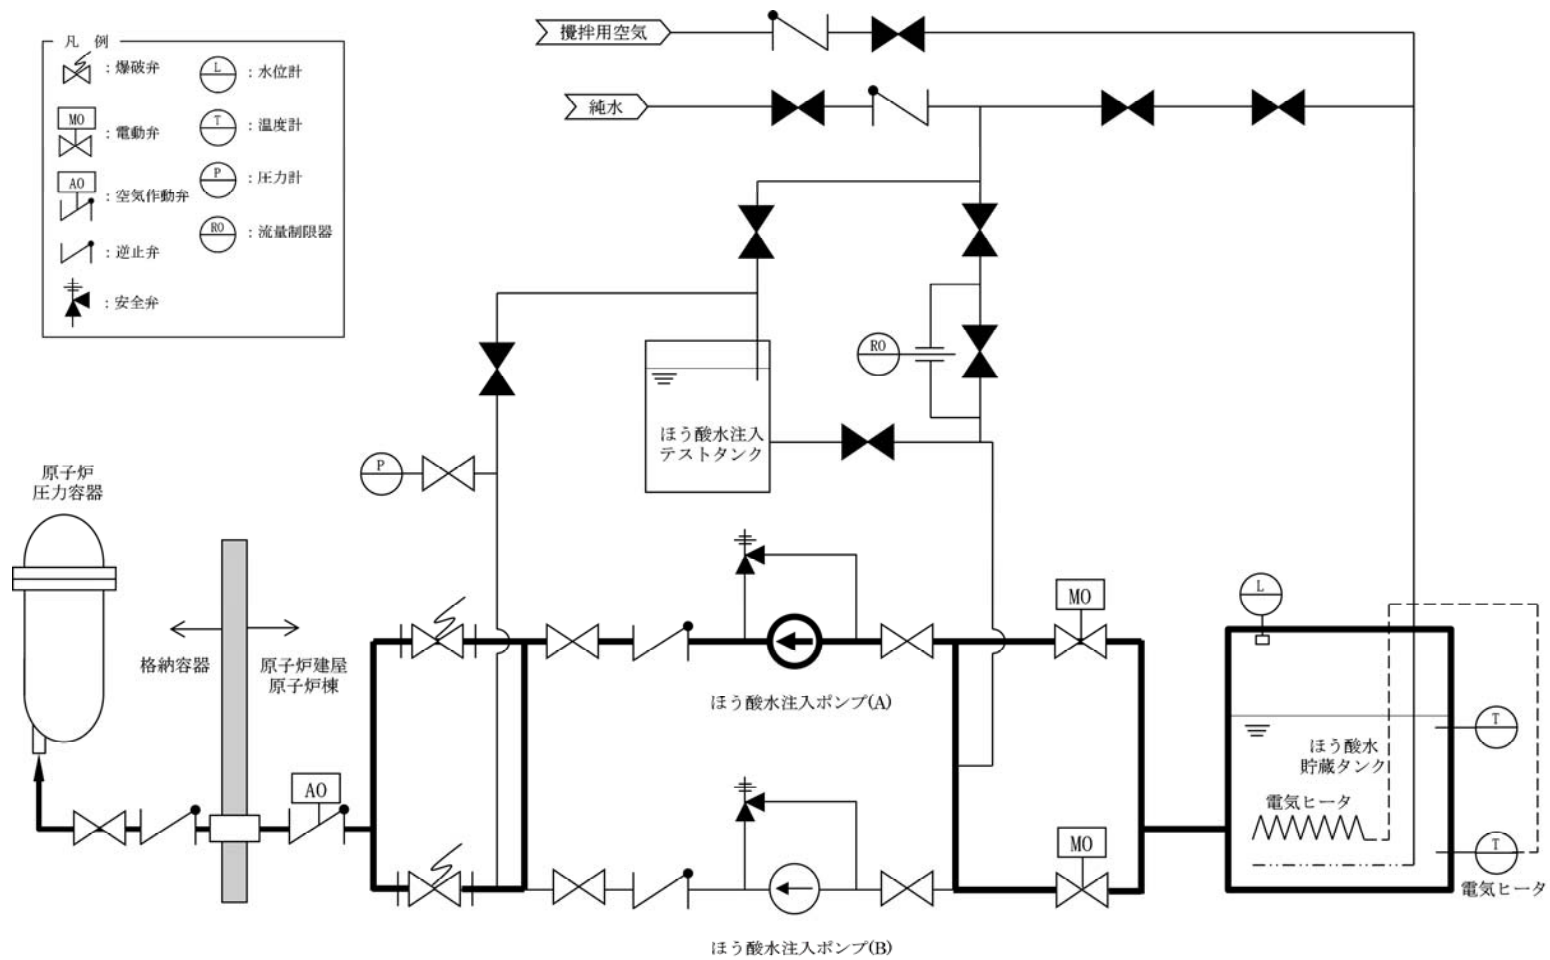 凡 例
：爆破弁
MO
：電動弁
AO
：空気作動弁
：逆止弁
：安全弁
L
：水位計
T
：温度計
P
：圧力計
RO
：流量制限器
攪拌用空気
純水
RO
ほう酸水注入
テストタンク
P
原子炉
圧力容器
格納容器
原子炉建屋
原子炉棟
AO
ほう酸水注入ポンプ(A)
ほう酸水注入ポンプ(B)
MO
MO
L
ほう酸水
貯蔵タンク
電気ヒータ
T
T
電気ヒータ